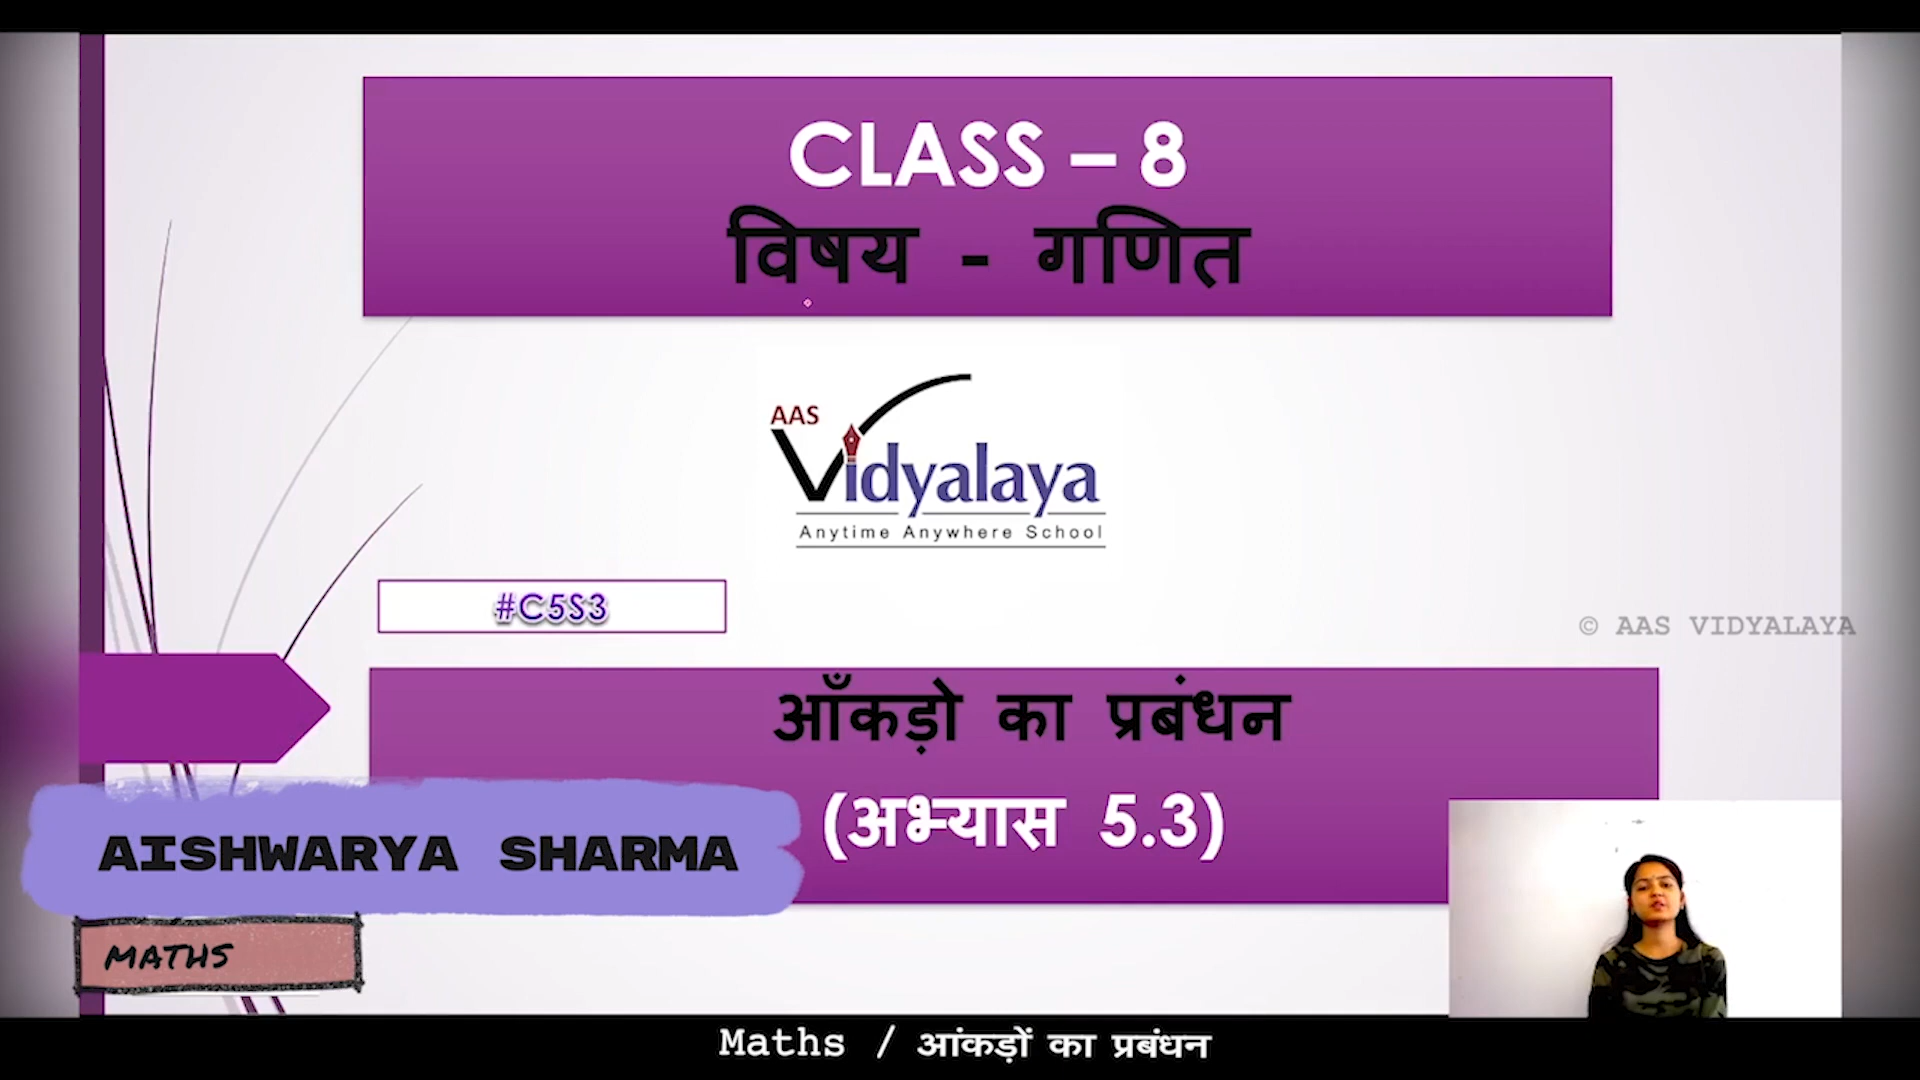 CLASS – 8
विषय - गणित
AAS
Vidyalaya
Anytime Anywhere School
#C5S3
© AAS VIDYALAYA
आँकड़ो का प्रबंधन
(अभ्यास 5.3)
AISHWARYA SHARMA
MATHS
Maths / आंकड़ों का प्रबंधन